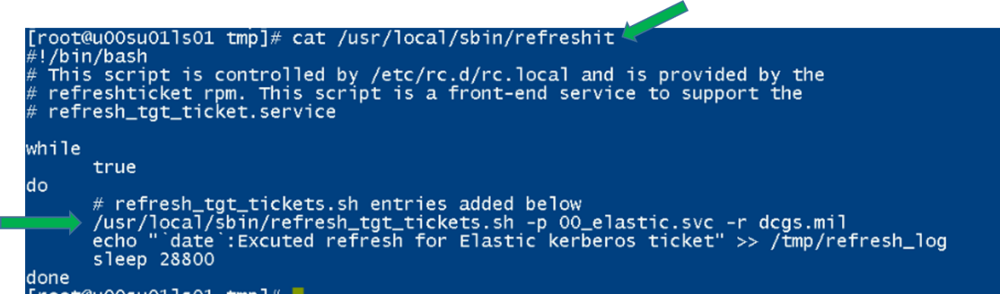 [root@u00su01ls01 tmp]# cat /usr/local/sbin/refreshit
#!/bin/bash
# This script is controlled by /etc/rc.d/rc.local and is provided by the
# refreshticket rpm. This script is a front-end service to support the
# refresh_tgt_ticket.service
while
true
do
# refresh_tgt_tickets.sh entries added below
/usr/local/sbin/refresh_tgt_tickets.sh -p 00_elastic.svc -r dcgs.mil
echo "`date`:Excuted refresh for Elastic kerberos ticket" >> /tmp/refresh_log
sleep 28800
done
[root@u00su01ls01 tmp]#